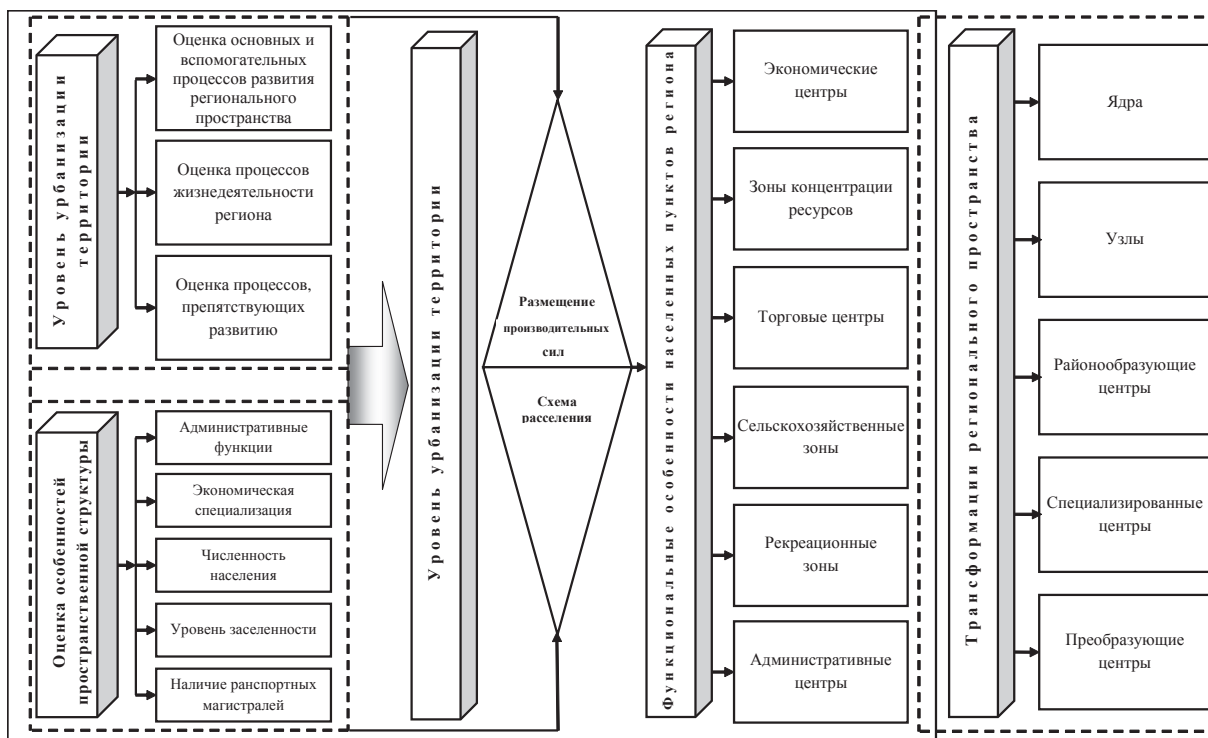 Уровень урбанизации
территории
Оценка основных и
вспомогательных
процессов развития
регионального
пространства
Оценка процессов
жизнедеятельности
региона
Оценка процессов,
препятствующих
развитию
Оценка особенностей
пространственной структуры
Административные
функции
Экономическая
специализация
Численность
населения
Уровень заселенности
Наличие ранспортных
магистралей
Уровень урбанизации территории
Размещение
производительных
сил
Схема
расселения
Функциональные особенности населенных пунктов региона
Экономические
центры
Зоны концентрации
ресурсов
Торговые центры
Сельскохозяйственные
зоны
Рекреационные
зоны
Административные
центры
Трансформации регионального пространства
Ядра
Узлы
Районообразующие
центры
Специализированные
центры
Преобразующие
центры